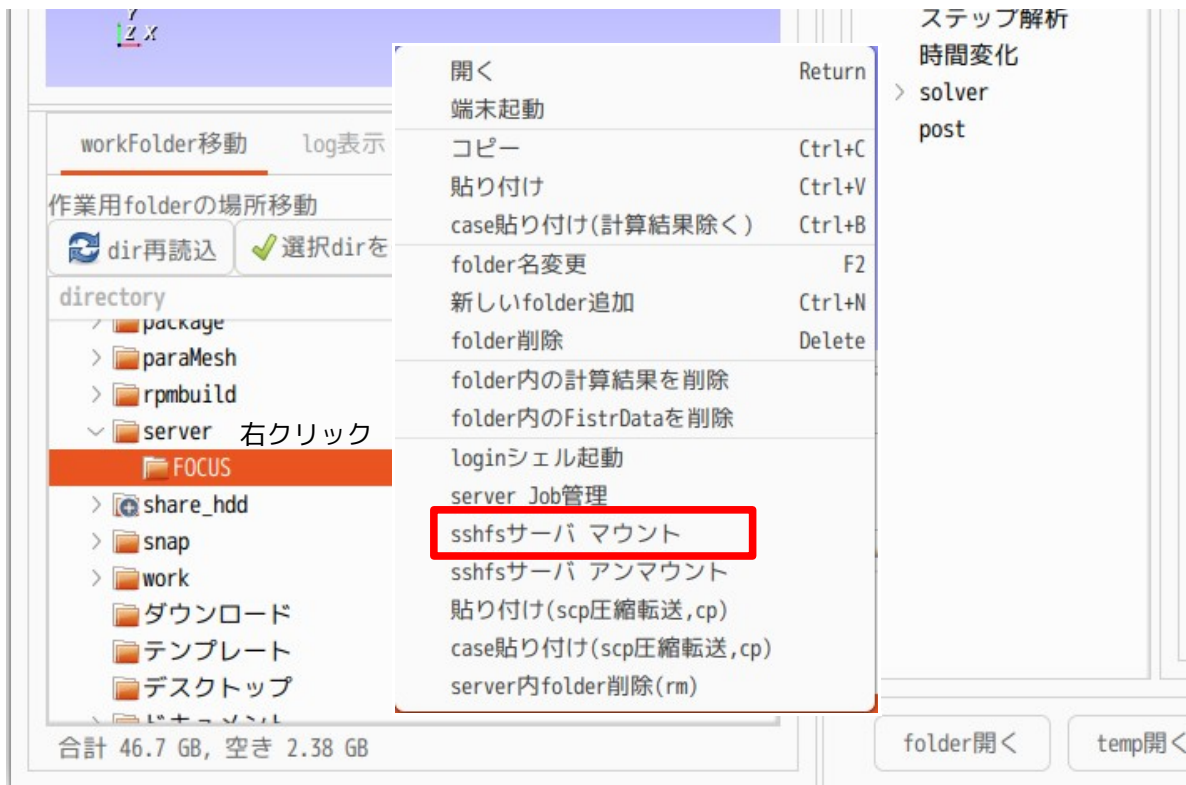 Y
Z X
workFolder移動
log表示
作業用folderの場所移動
dir再読込
選択dirを
directory
package
paraMesh
rpmbuild
server
右クリック
FOCUS
share_hdd
snap
work
ダウンロード
テンプレート
デスクトップ
ドキュメント
合計 46.7 GB, 空き 2.38 GB
開く Return
端末起動
コピー Ctrl+C
貼り付け Ctrl+V
case貼り付け(計算結果除く) Ctrl+B
folder名変更 F2
新しいfolder追加 Ctrl+N
folder削除 Delete
folder内の計算結果を削除
folder内のFistrDataを削除
loginシェル起動
server Job管理
sshfsサーバ マウント
sshfsサーバ アンマウント
貼り付け(scp圧縮転送,cp)
case貼り付け(scp圧縮転送,cp)
server内folder削除(rm)
ステップ解析
時間変化
solver
post
folder開く
temp開く